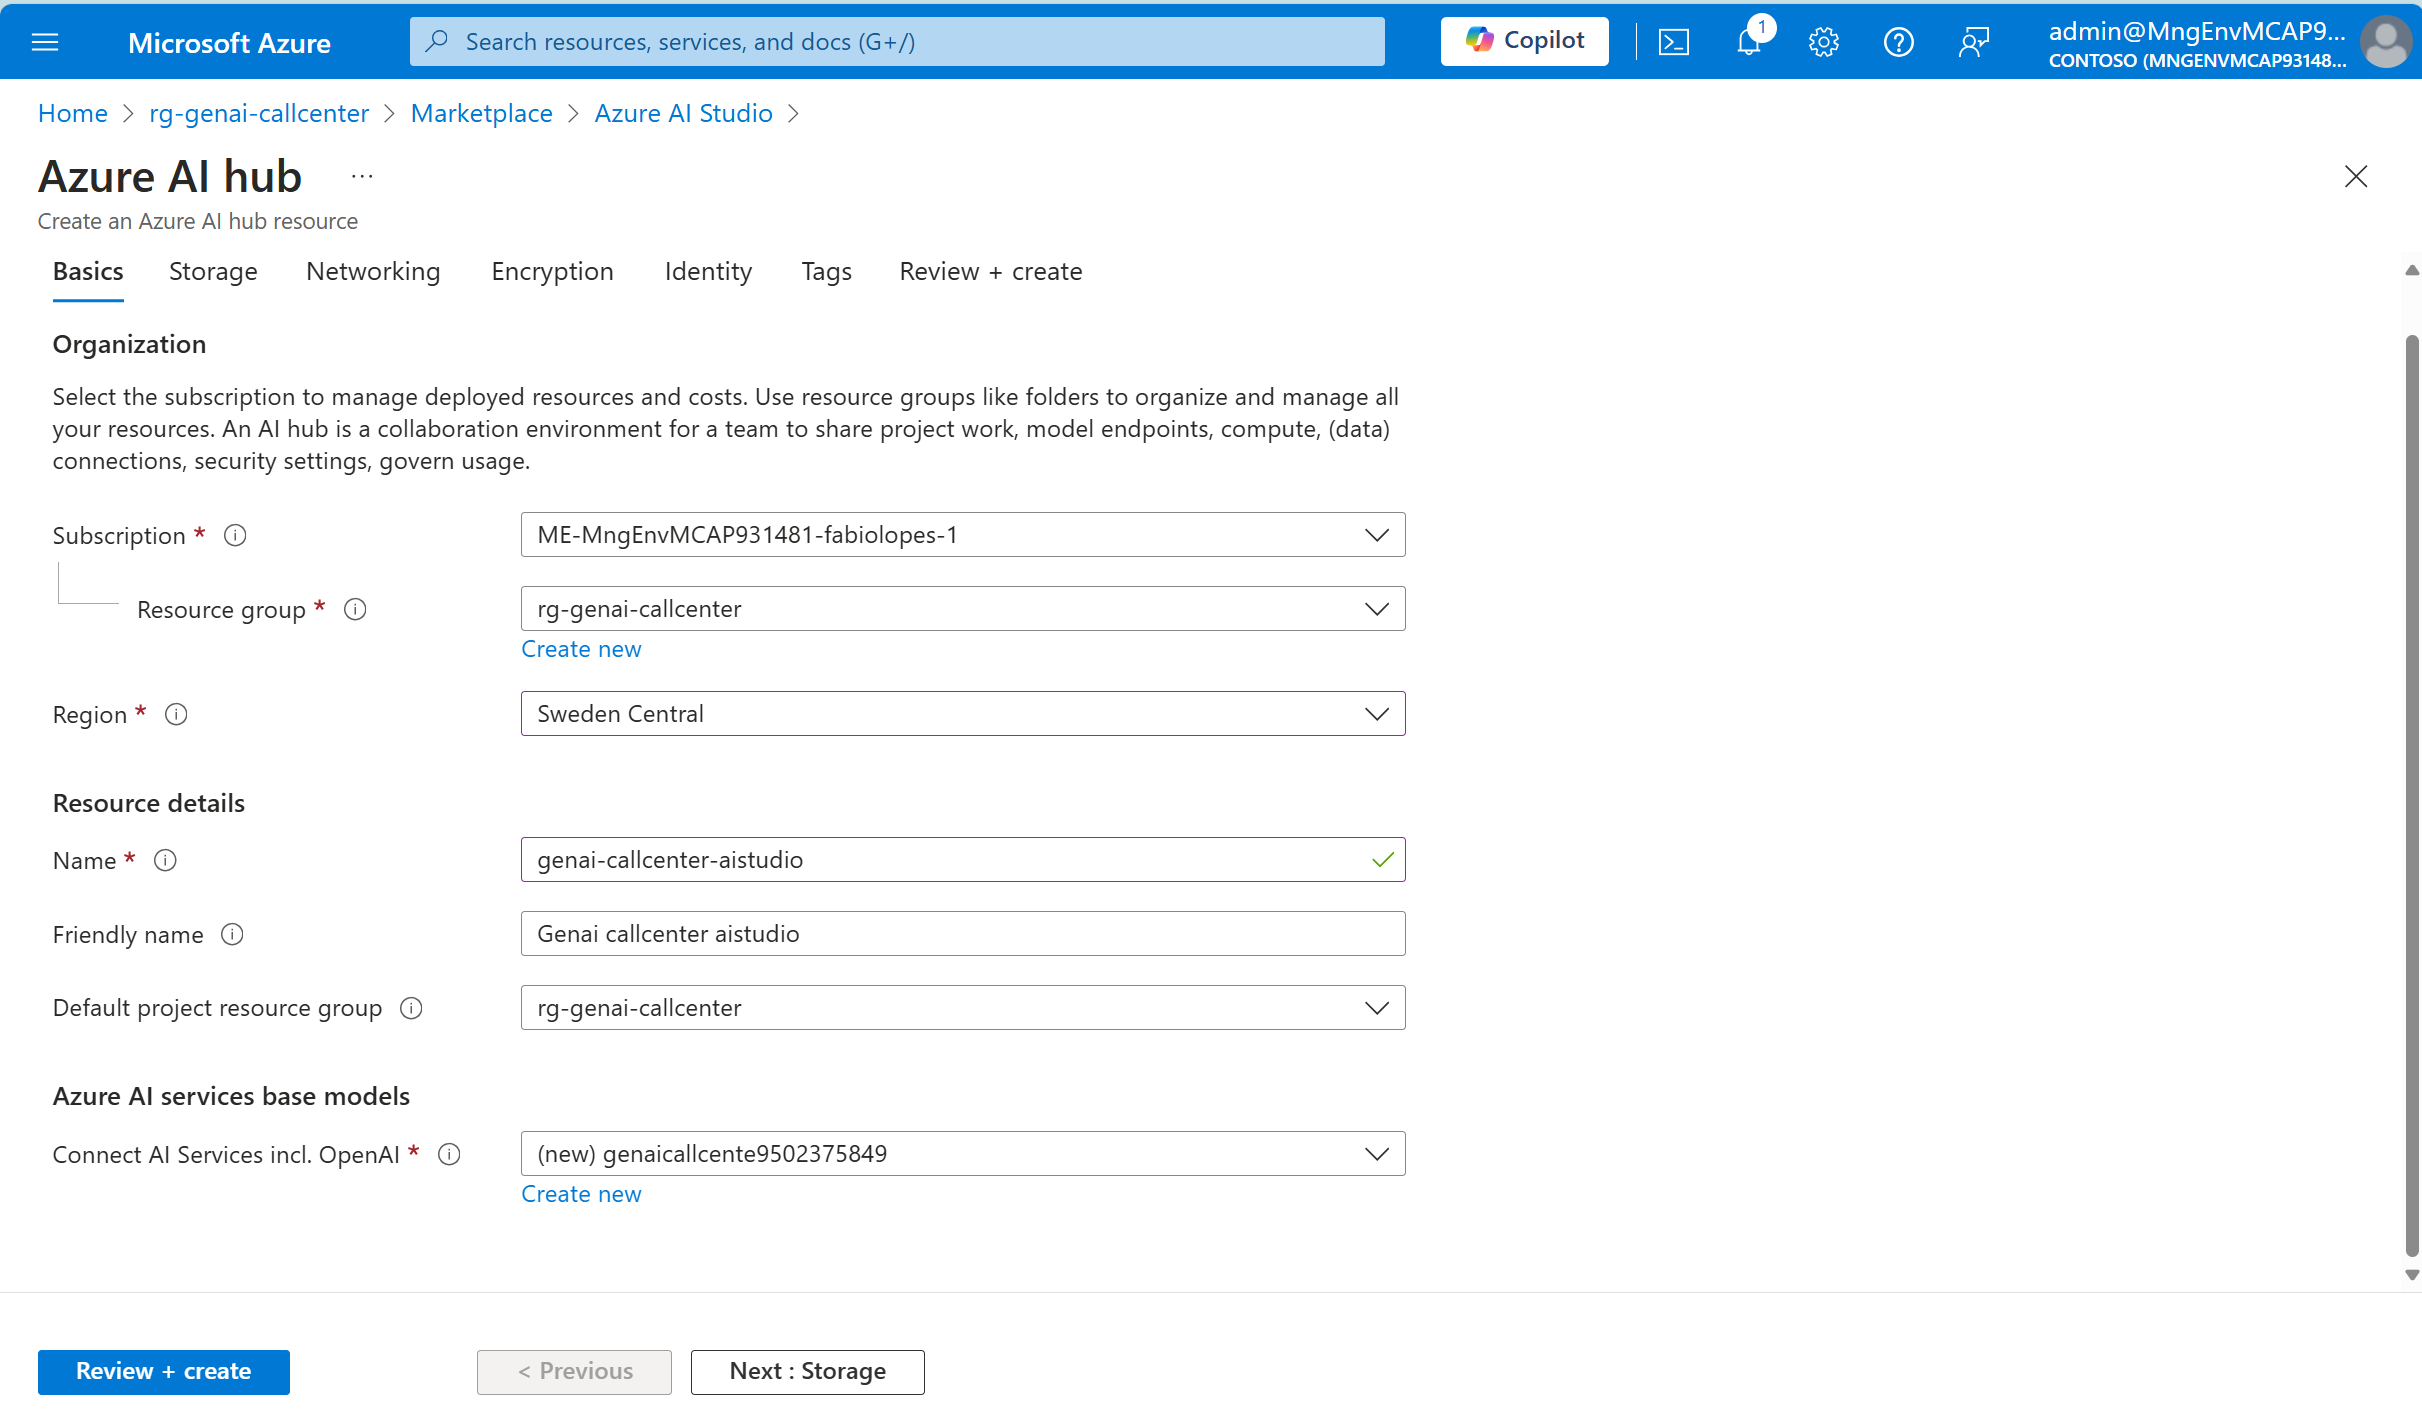 Microsoft Azure
Search resources, services, and docs (G+/)
Copilot
1
admin@MngEnvMCAP9...
CONTOSO (MNGENVMCAP93148...
Home > rg-genai-callcenter > Marketplace > Azure AI Studio >
Azure AI hub ...
Create an Azure AI hub resource
Basics Storage Networking Encryption Identity Tags Review + create
Organization
Select the subscription to manage deployed resources and costs. Use resource groups like folders to organize and manage all
your resources. An AI hub is a collaboration environment for a team to share project work, model endpoints, compute, (data)
connections, security settings, govern usage.
Subscription * ME-MngEnvMCAP931481-fabiolopes-1
Resource group * rg-genai-callcenter
Create new
Region * Sweden Central
Resource details
Name * genai-callcenter-aistudio
Friendly name Genai callcenter aistudio
Default project resource group rg-genai-callcenter
Azure AI services base models
Connect AI Services incl. OpenAI * (new) genaicallcente9502375849
Create new
Review + create < Previous Next : Storage